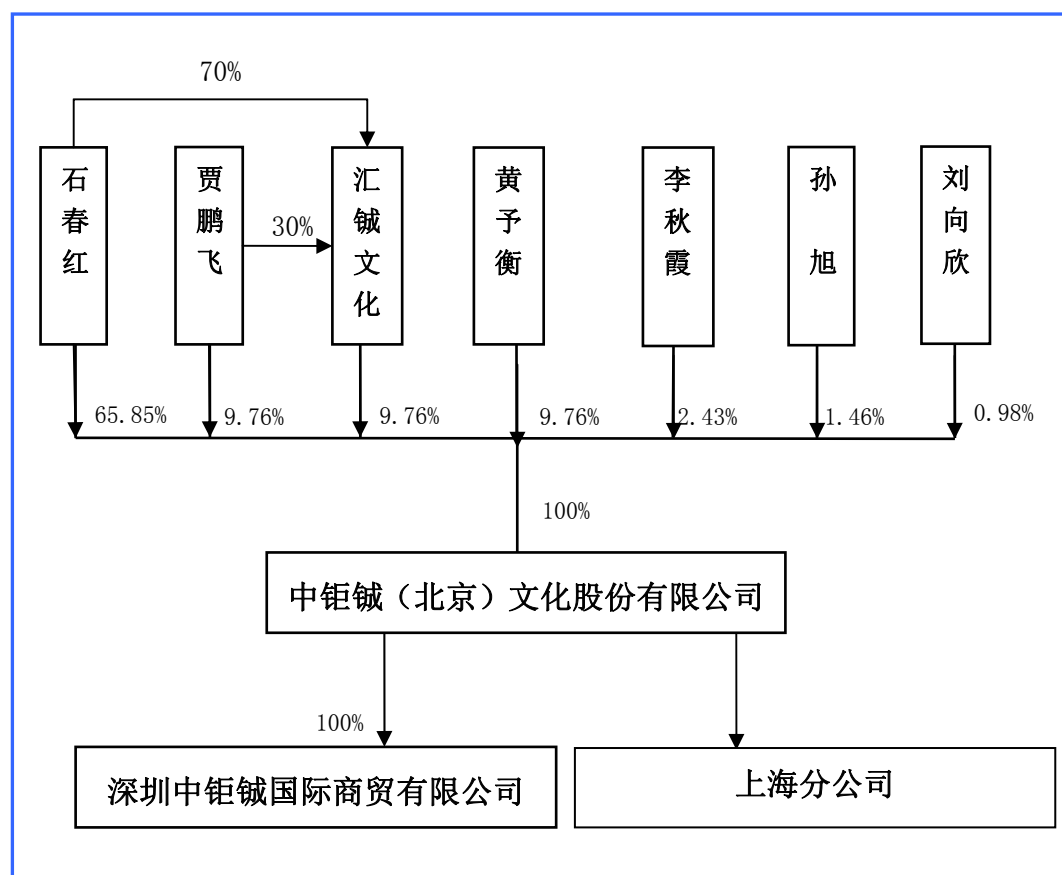 70%
石春红
贾鹏飞
30%
汇铖文化
黄予衡
李秋霞
孙旭
刘向欣
65.85%
9.76%
9.76%
9.76%
2.43%
1.46%
0.98%
100%
中钜铖（北京）文化股份有限公司
100%
深圳中钜铖国际商贸有限公司
上海分公司